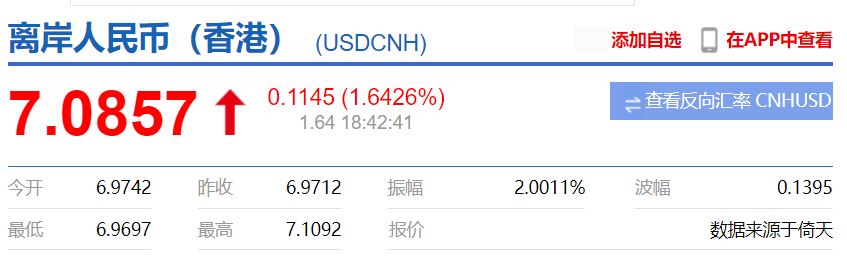 离岸人民币（香港） (USDCNH) 添加自选 在APP中查看
7.0857 0.1145 (1.6426%) 查看反向汇率 CNHUSD
1.64 18:42:41
今开 6.9742 昨收 6.9712 振幅 2.0011% 波幅 0.1395
最低 6.9697 最高 7.1092 报价 数据来源于倚天